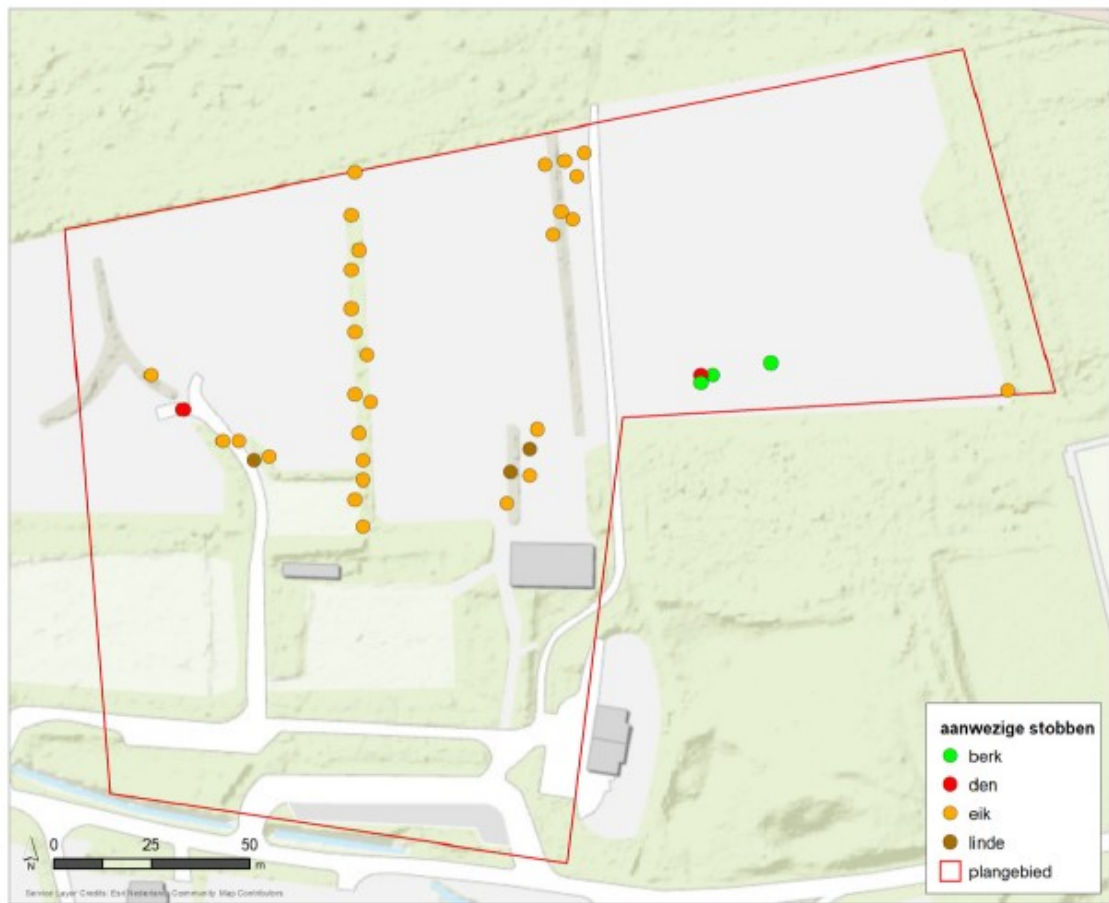 aanwezige stobben
berk
den
eik
linde
plangebied
0 25 50
m
N
Service Layer Credits: Esri Nederland, Community Map Contributors